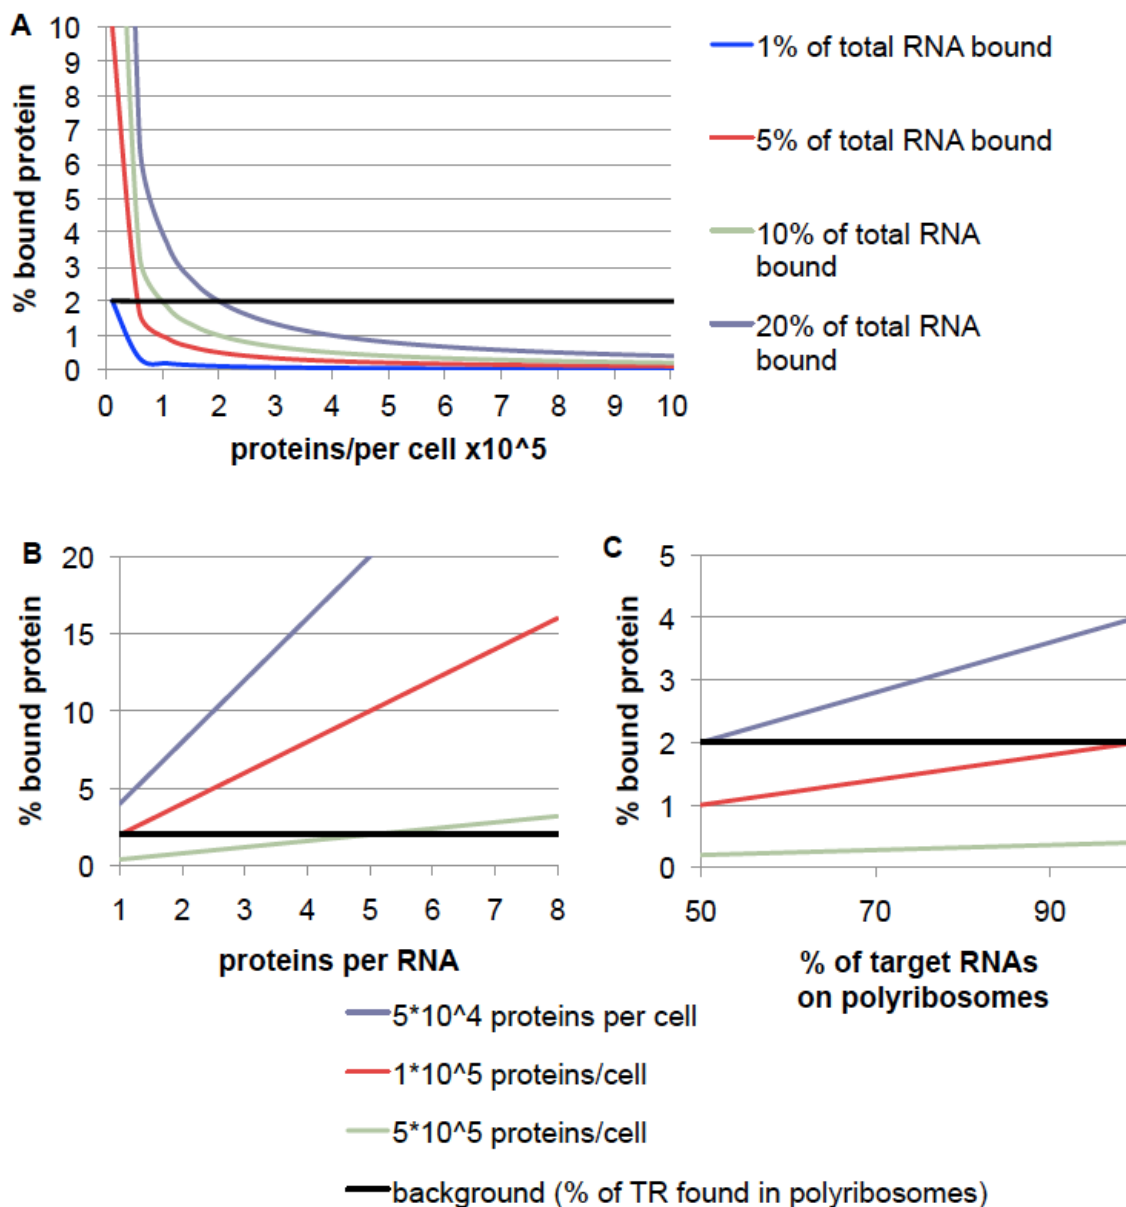 A
10
9
8
7
6
5
4
3
2
1
0
% bound protein
0 1 2 3 4 5 6 7 8 9 10
proteins/per cell x10^5
1% of total RNA bound
5% of total RNA bound
10% of total RNA
bound
20% of total RNA
bound
B
20
15
10
5
0
% bound protein
1 2 3 4 5 6 7 8
proteins per RNA
C
5
4
3
2
1
0
% bound protein
50 70 90
% of target RNAs
on polyribosomes
5*10^4 proteins per cell
1*10^5 proteins/cell
5*10^5 proteins/cell
background (% of TR found in polyribosomes)